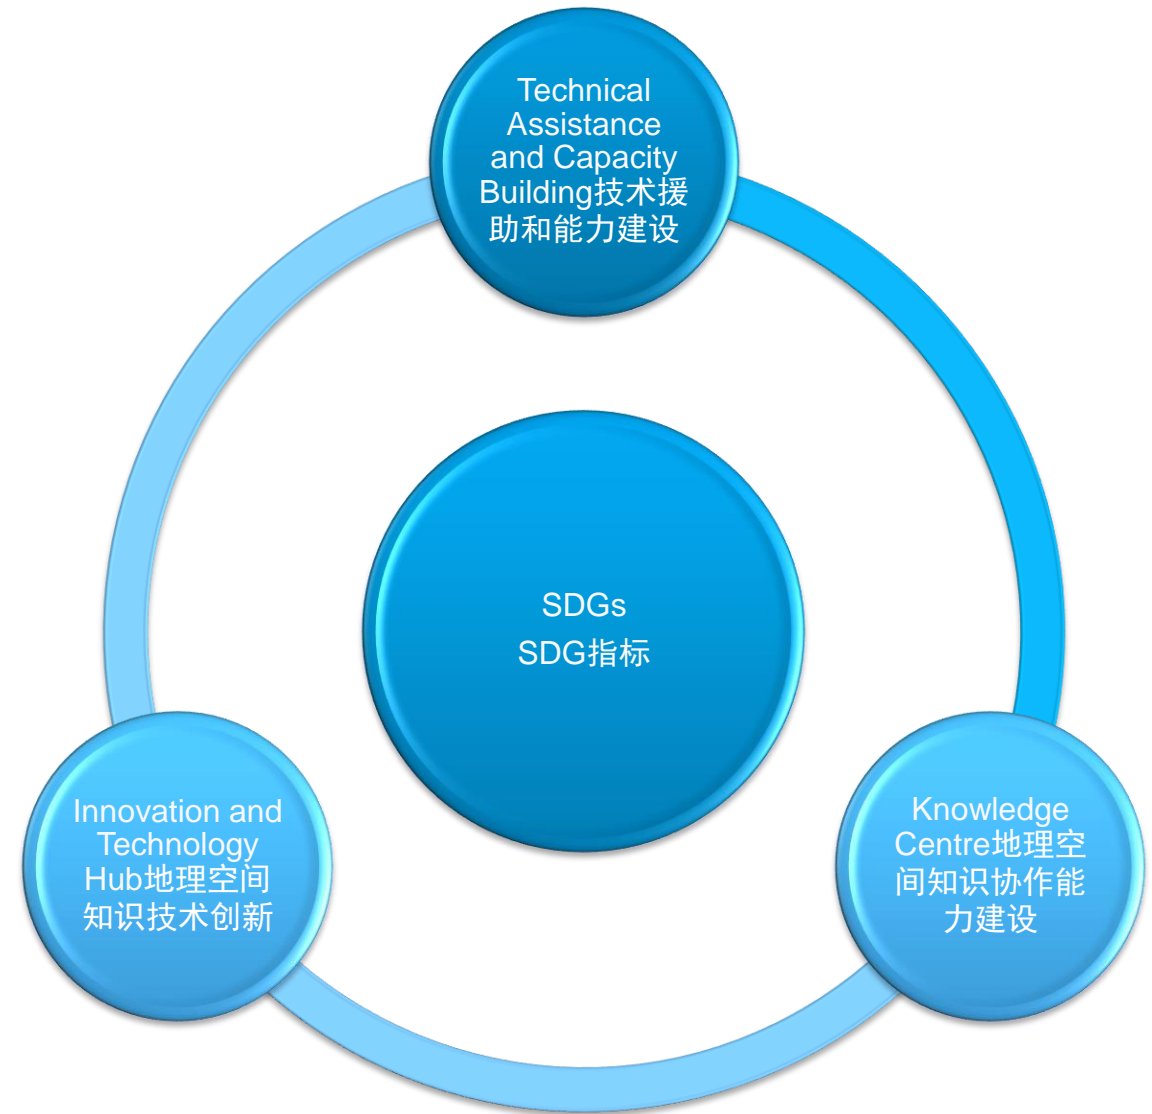 Technical
Assistance
and Capacity
Building技术援
助和能力建设
SDGs
SDG指标
Innovation and
Technology
Hub地理空间
知识技术创新
Knowledge
Centre地理空
间知识协作能
力建设